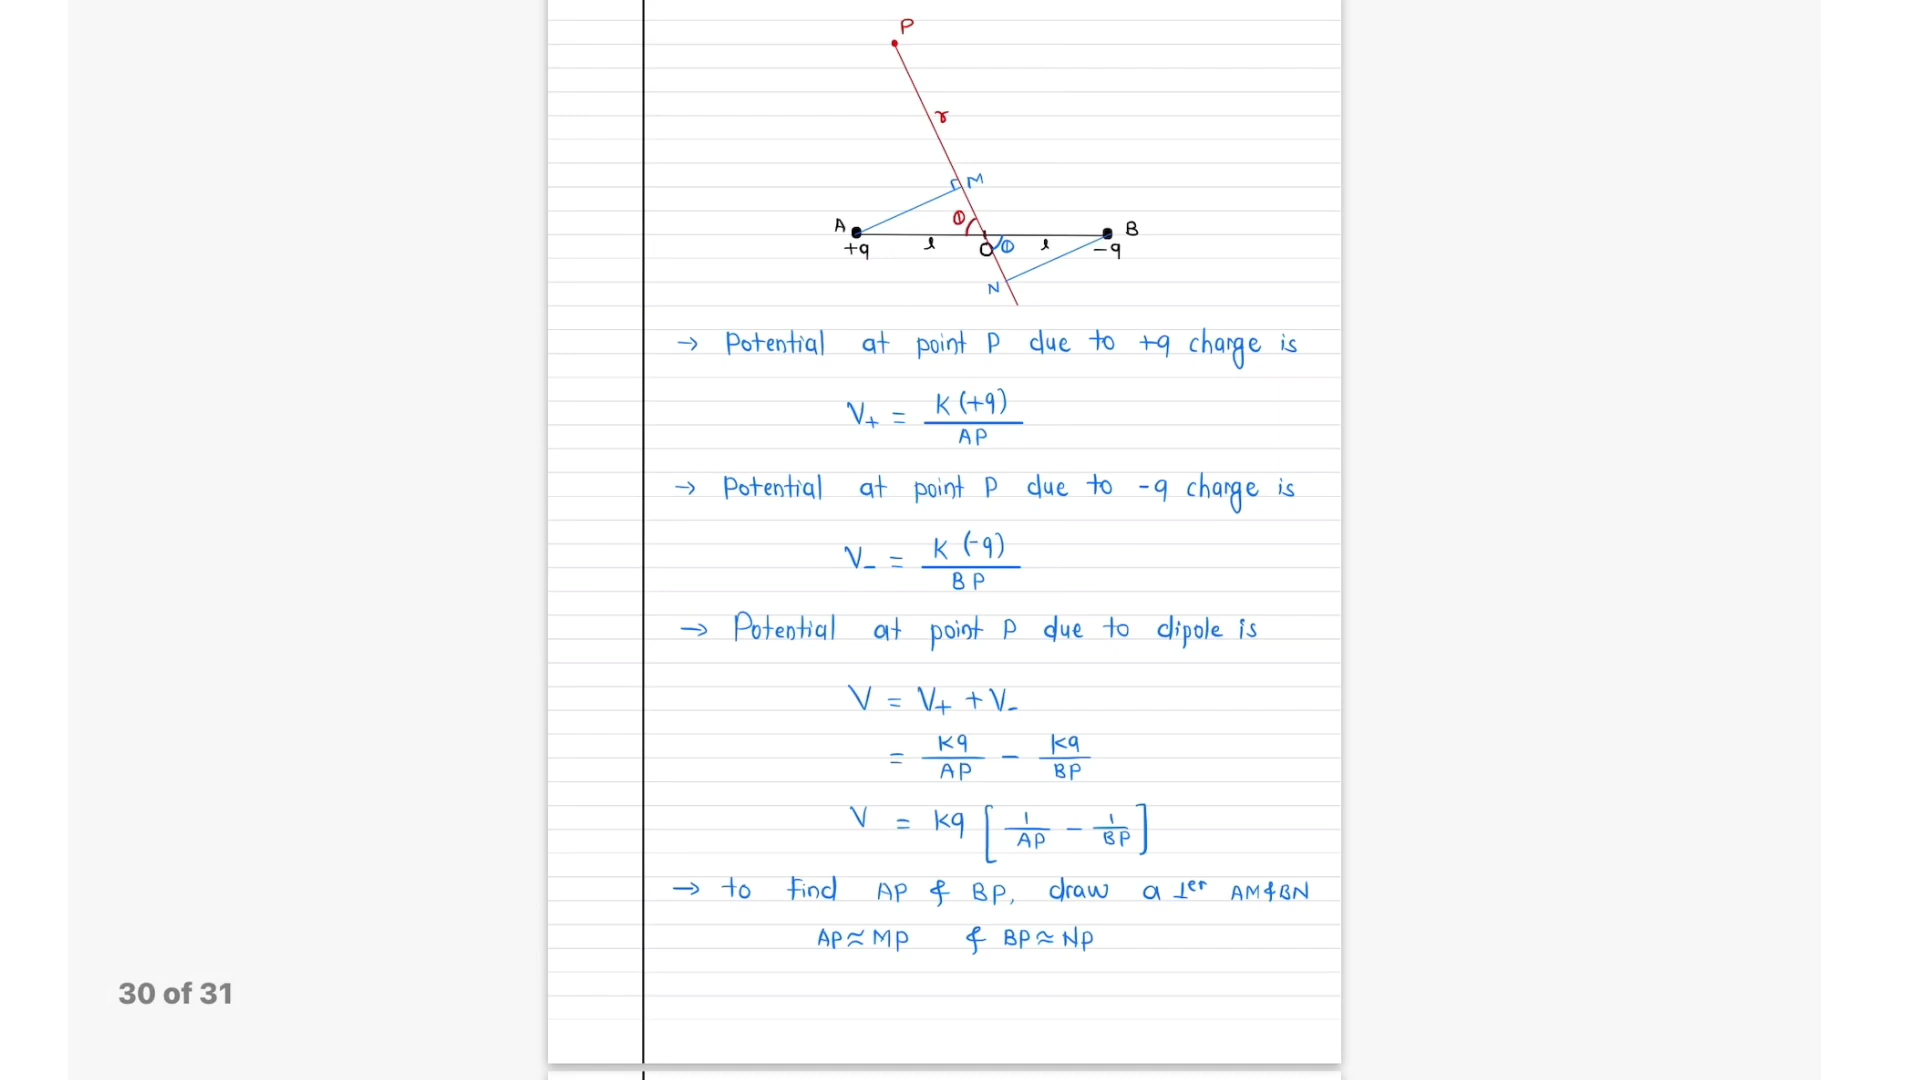 P
r
M
θ
A
B
+q
l
O
θ
l
-q
N
→ Potential at point P due to +q charge is
V+ = K (+q) / AP
→ Potential at point P due to -q charge is
V- = K (-q) / BP
→ Potential at point P due to dipole is
V = V+ + V-
= Kq / AP - Kq / BP
V = Kq [ 1 / AP - 1 / BP ]
→ to find AP & BP, draw a ⊥er AM & BN
AP ≈ MP & BP ≈ NP
30 of 31